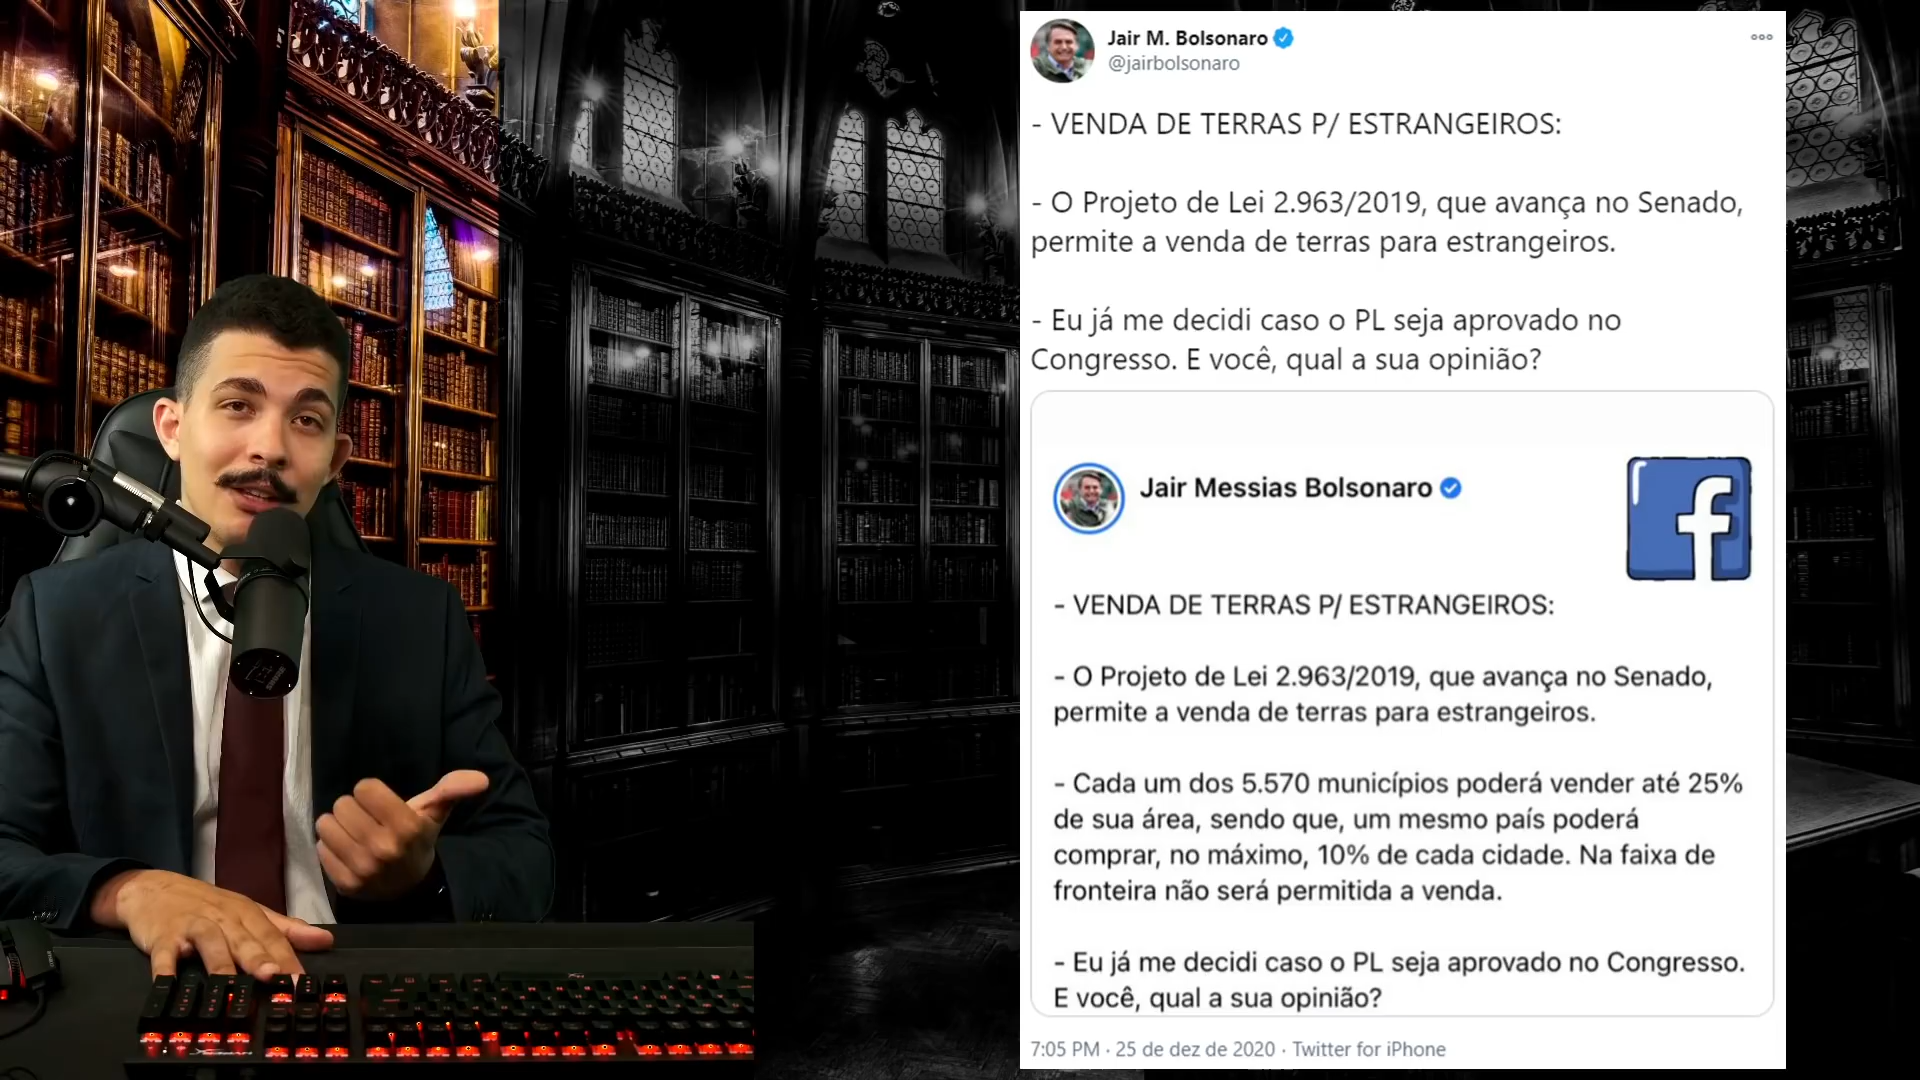 Jair M. Bolsonaro
@jairbolsonaro
- VENDA DE TERRAS P/ ESTRANGEIROS:
- O Projeto de Lei 2.963/2019, que avança no Senado,
permite a venda de terras para estrangeiros.
- Eu já me decidi caso o PL seja aprovado no
Congresso. E você, qual a sua opinião?
Jair Messias Bolsonaro
f
- VENDA DE TERRAS P/ ESTRANGEIROS:
- O Projeto de Lei 2.963/2019, que avança no Senado,
permite a venda de terras para estrangeiros.
- Cada um dos 5.570 municípios poderá vender até 25%
de sua área, sendo que, um mesmo país poderá
comprar, no máximo, 10% de cada cidade. Na faixa de
fronteira não será permitida a venda.
- Eu já me decidi caso o PL seja aprovado no Congresso.
E você, qual a sua opinião?
7:05 PM · 25 de dez de 2020 · Twitter for iPhone